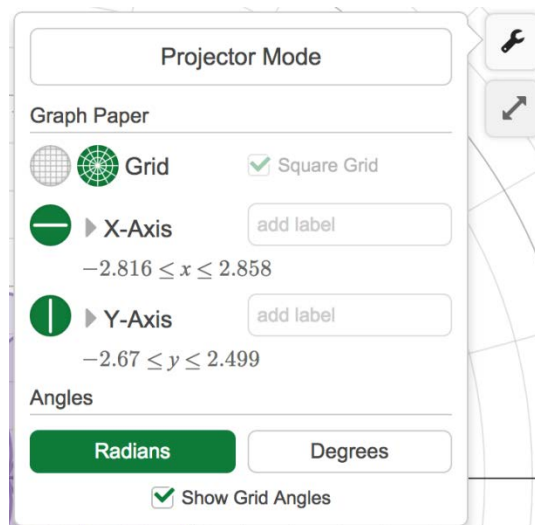 Projector Mode
Graph Paper
Grid Square Grid
X-Axis add label
−2.816 ≤ x ≤ 2.858
Y-Axis add label
−2.67 ≤ y ≤ 2.499
Angles
Radians Degrees
Show Grid Angles